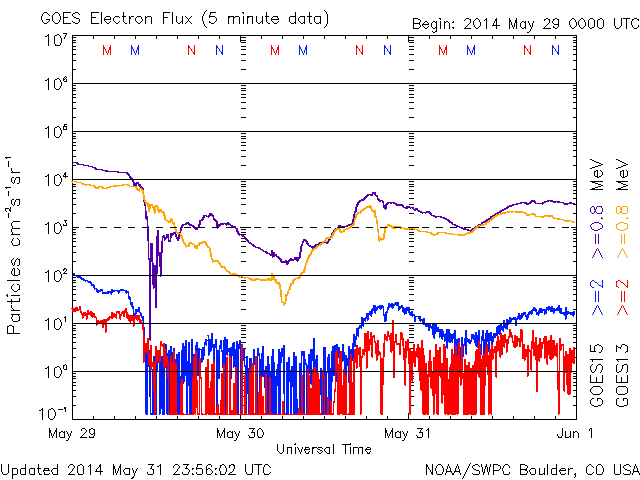 GOES Electron Flux (5 minute data)
Begin: 2014 May 29 0000 UTC
10⁷
M M N N M M N N M M N N
10⁶
10⁵
10⁴
10³
10²
10¹
10⁰
10⁻¹
Particles cm⁻²s⁻¹sr⁻¹
May 29 May 30 May 31 Jun 1
Universal Time
GOES15 >=2 >=0.8 MeV
GOES13 >=2 >=0.8 MeV
Updated 2014 May 31 23:56:02 UTC
NOAA/SWPC Boulder, CO USA